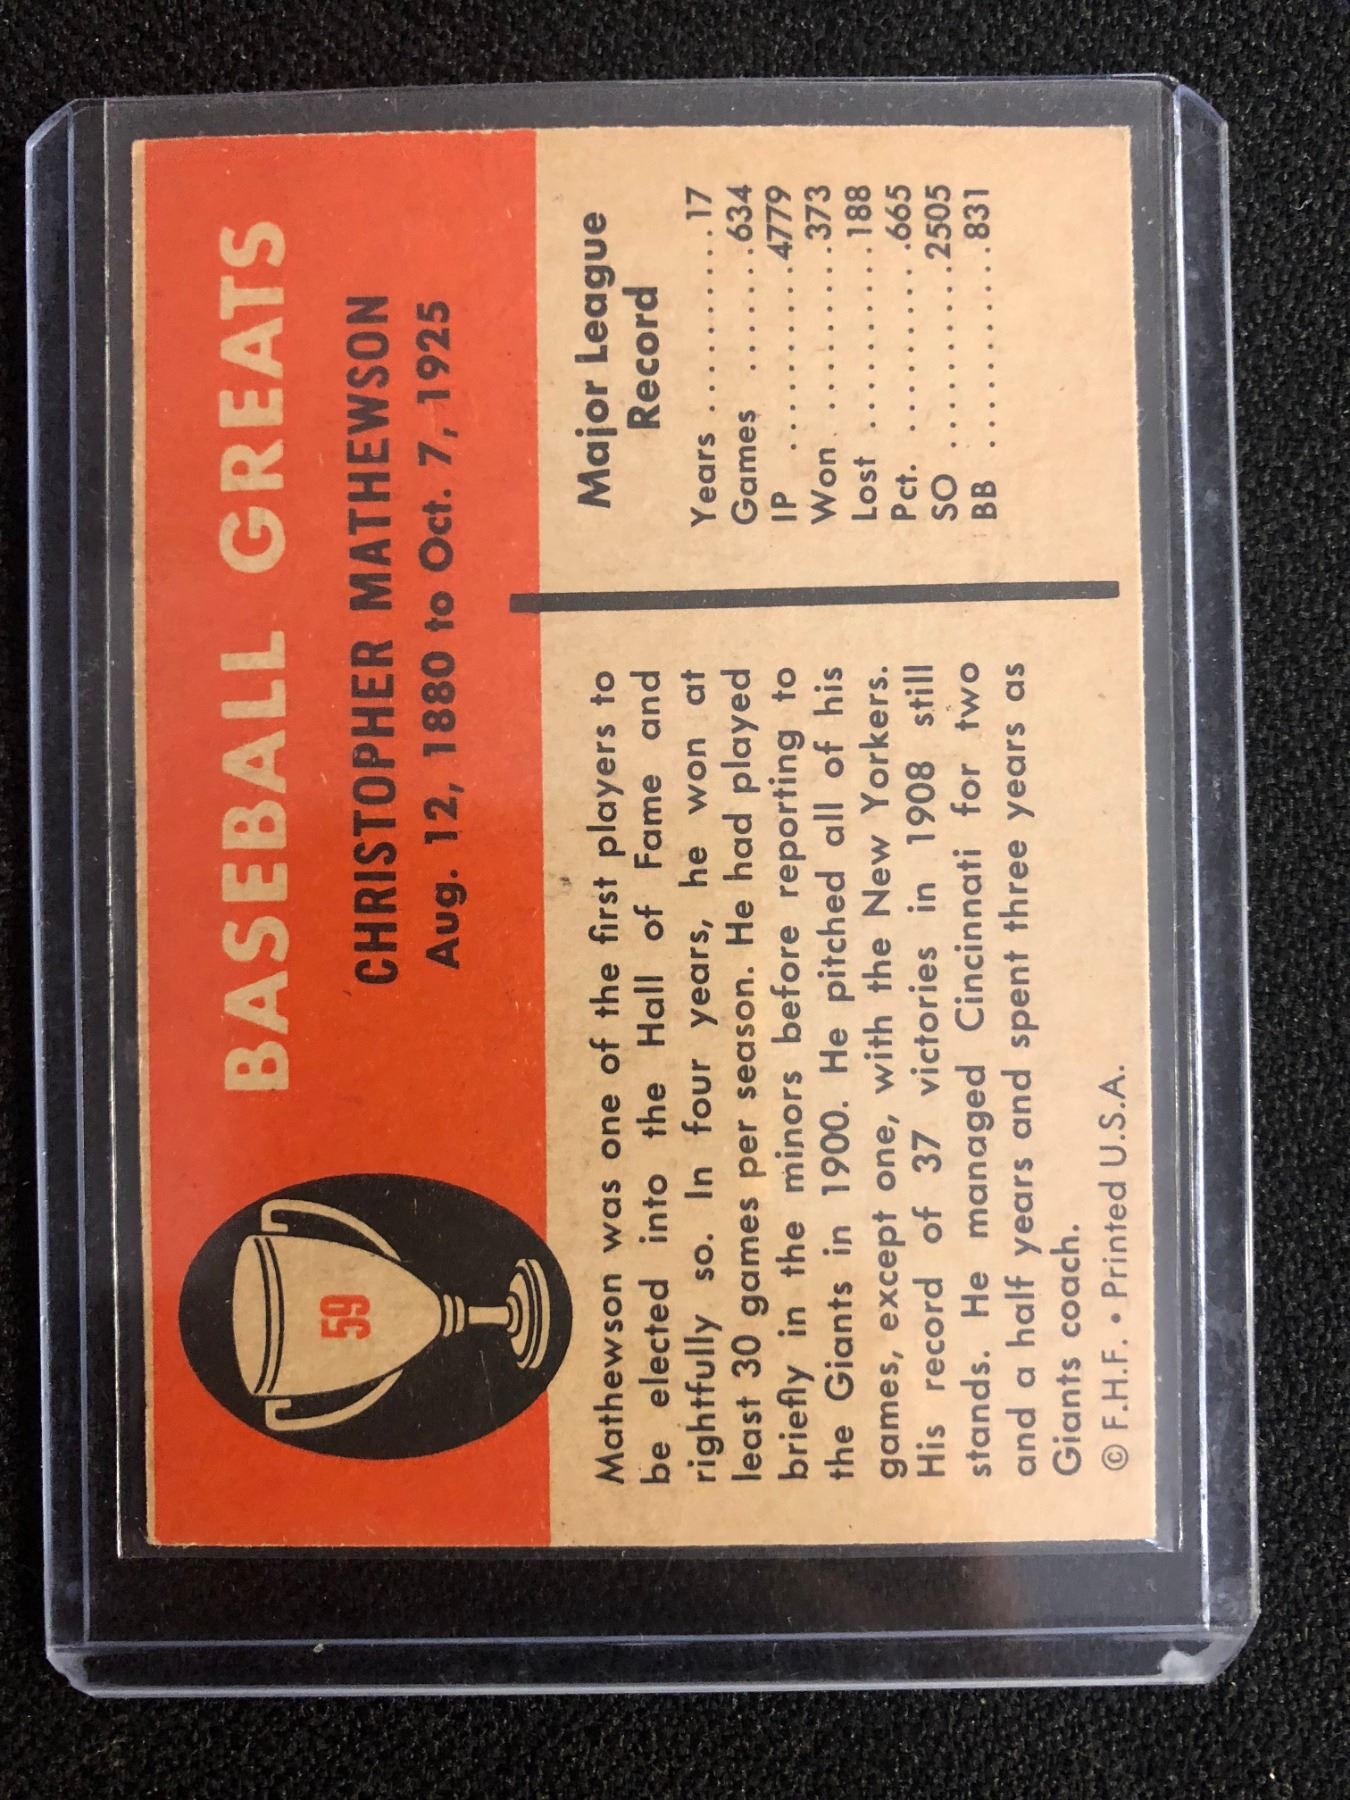 59
BASEBALL GREATS
CHRISTOPHER MATHEWSON
Aug. 12, 1880 to Oct. 7, 1925
Mathewson was one of the first players to
be elected into the Hall of Fame and
rightfully so. In four years, he won at
least 30 games per season. He had played
briefly in the minors before reporting to
the Giants in 1900. He pitched all of his
games, except one, with the New Yorkers.
His record of 37 victories in 1908 still
stands. He managed Cincinnati for two
and a half years and spent three years as
Giants coach.
© F.H.F. • Printed U.S.A.
Major League
Record
Years ..........17
Games .......634
IP ..........4779
Won .........373
Lost ..........188
Pct. .........665
SO .........2505
BB ..........831